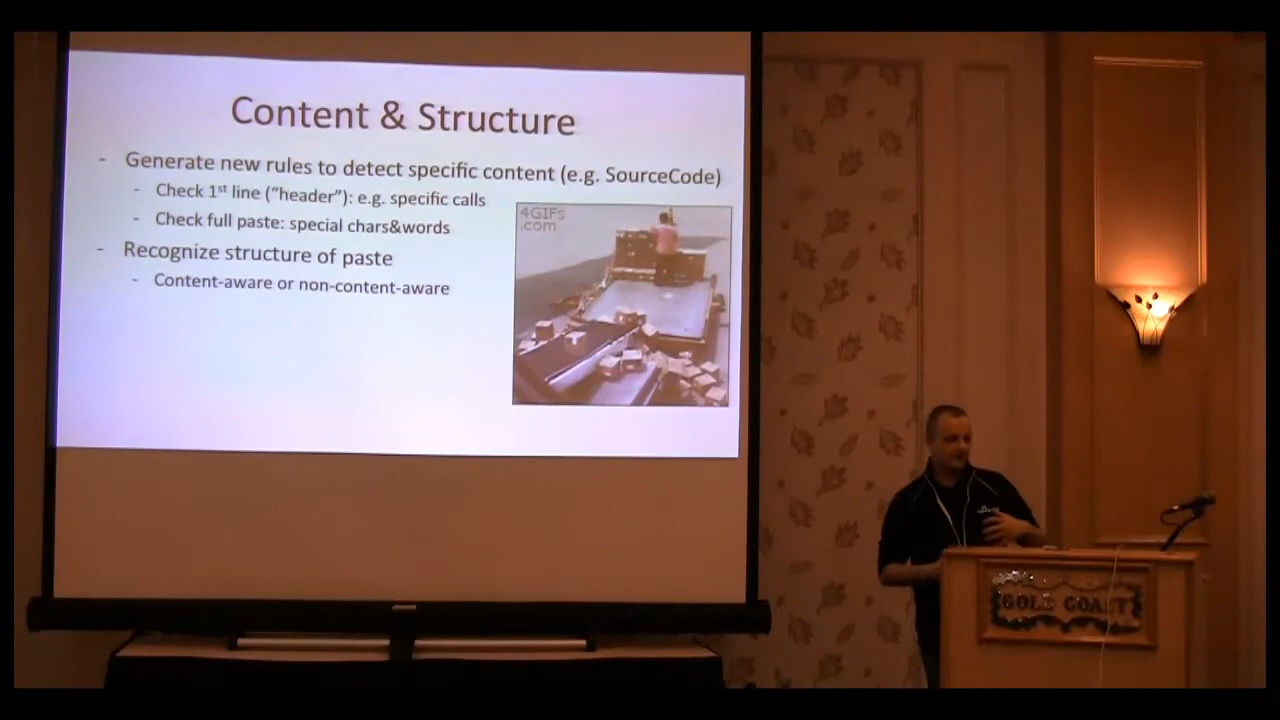 Content & Structure
- Generate new rules to detect specific content (e.g. SourceCode)
- Check 1st line (“header”): e.g. specific calls
- Check full paste: special chars&words
- Recognize structure of paste
- Content-aware or non-content-aware
4GIFs
.com
GOLD COAST